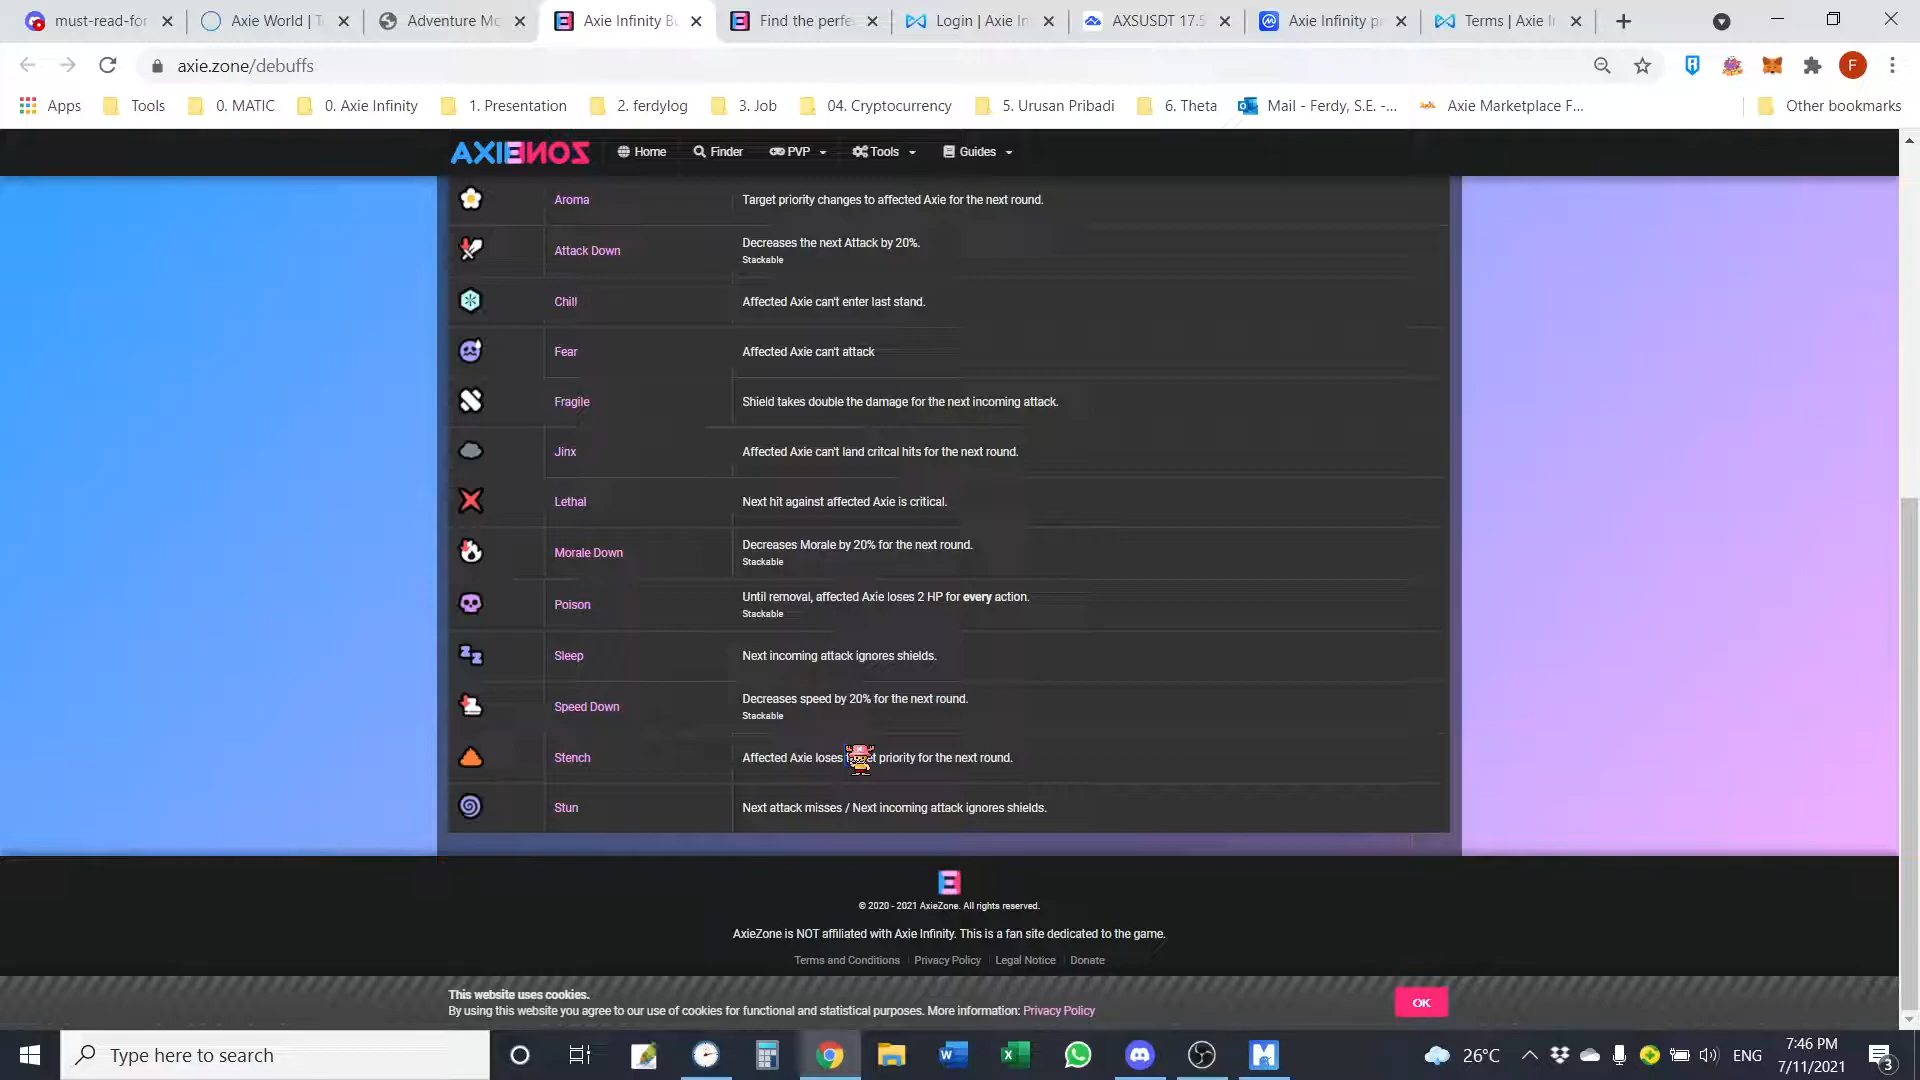 must-read-for
Axie World | T
Adventure Mo
Axie Infinity Bu
Find the perfe
Login | Axie In
AXSUSDT 17.5
Axie Infinity pr
Terms | Axie In
axie.zone/debuffs
F
Apps
Tools
0. MATIC
0. Axie Infinity
1. Presentation
2. ferdylog
3. Job
04. Cryptocurrency
5. Urusan Pribadi
6. Theta
Mail - Ferdy, S.E. -...
Axie Marketplace F...
Other bookmarks
AXIE ZONE
Home
Finder
PVP
Tools
Guides
Aroma
Target priority changes to affected Axie for the next round.
Attack Down
Decreases the next Attack by 20%.
Stackable
Chill
Affected Axie can't enter last stand.
Fear
Affected Axie can't attack
Fragile
Shield takes double the damage for the next incoming attack.
Jinx
Affected Axie can't land critcal hits for the next round.
Lethal
Next hit against affected Axie is critical.
Morale Down
Decreases Morale by 20% for the next round.
Stackable
Poison
Until removal, affected Axie loses 2 HP for every action.
Stackable
Sleep
Next incoming attack ignores shields.
Speed Down
Decreases speed by 20% for the next round.
Stackable
Stench
Affected Axie loses priority for the next round.
Stun
Next attack misses / Next incoming attack ignores shields.
© 2020 - 2021 AxieZone. All rights reserved.
AxieZone is NOT affiliated with Axie Infinity. This is a fan site dedicated to the game.
Terms and Conditions
Privacy Policy
Legal Notice
Donate
This website uses cookies.
By using this website you agree to our use of cookies for functional and statistical purposes. More information: Privacy Policy
OK
Type here to search
26°C
ENG
7:46 PM
7/11/2021
3